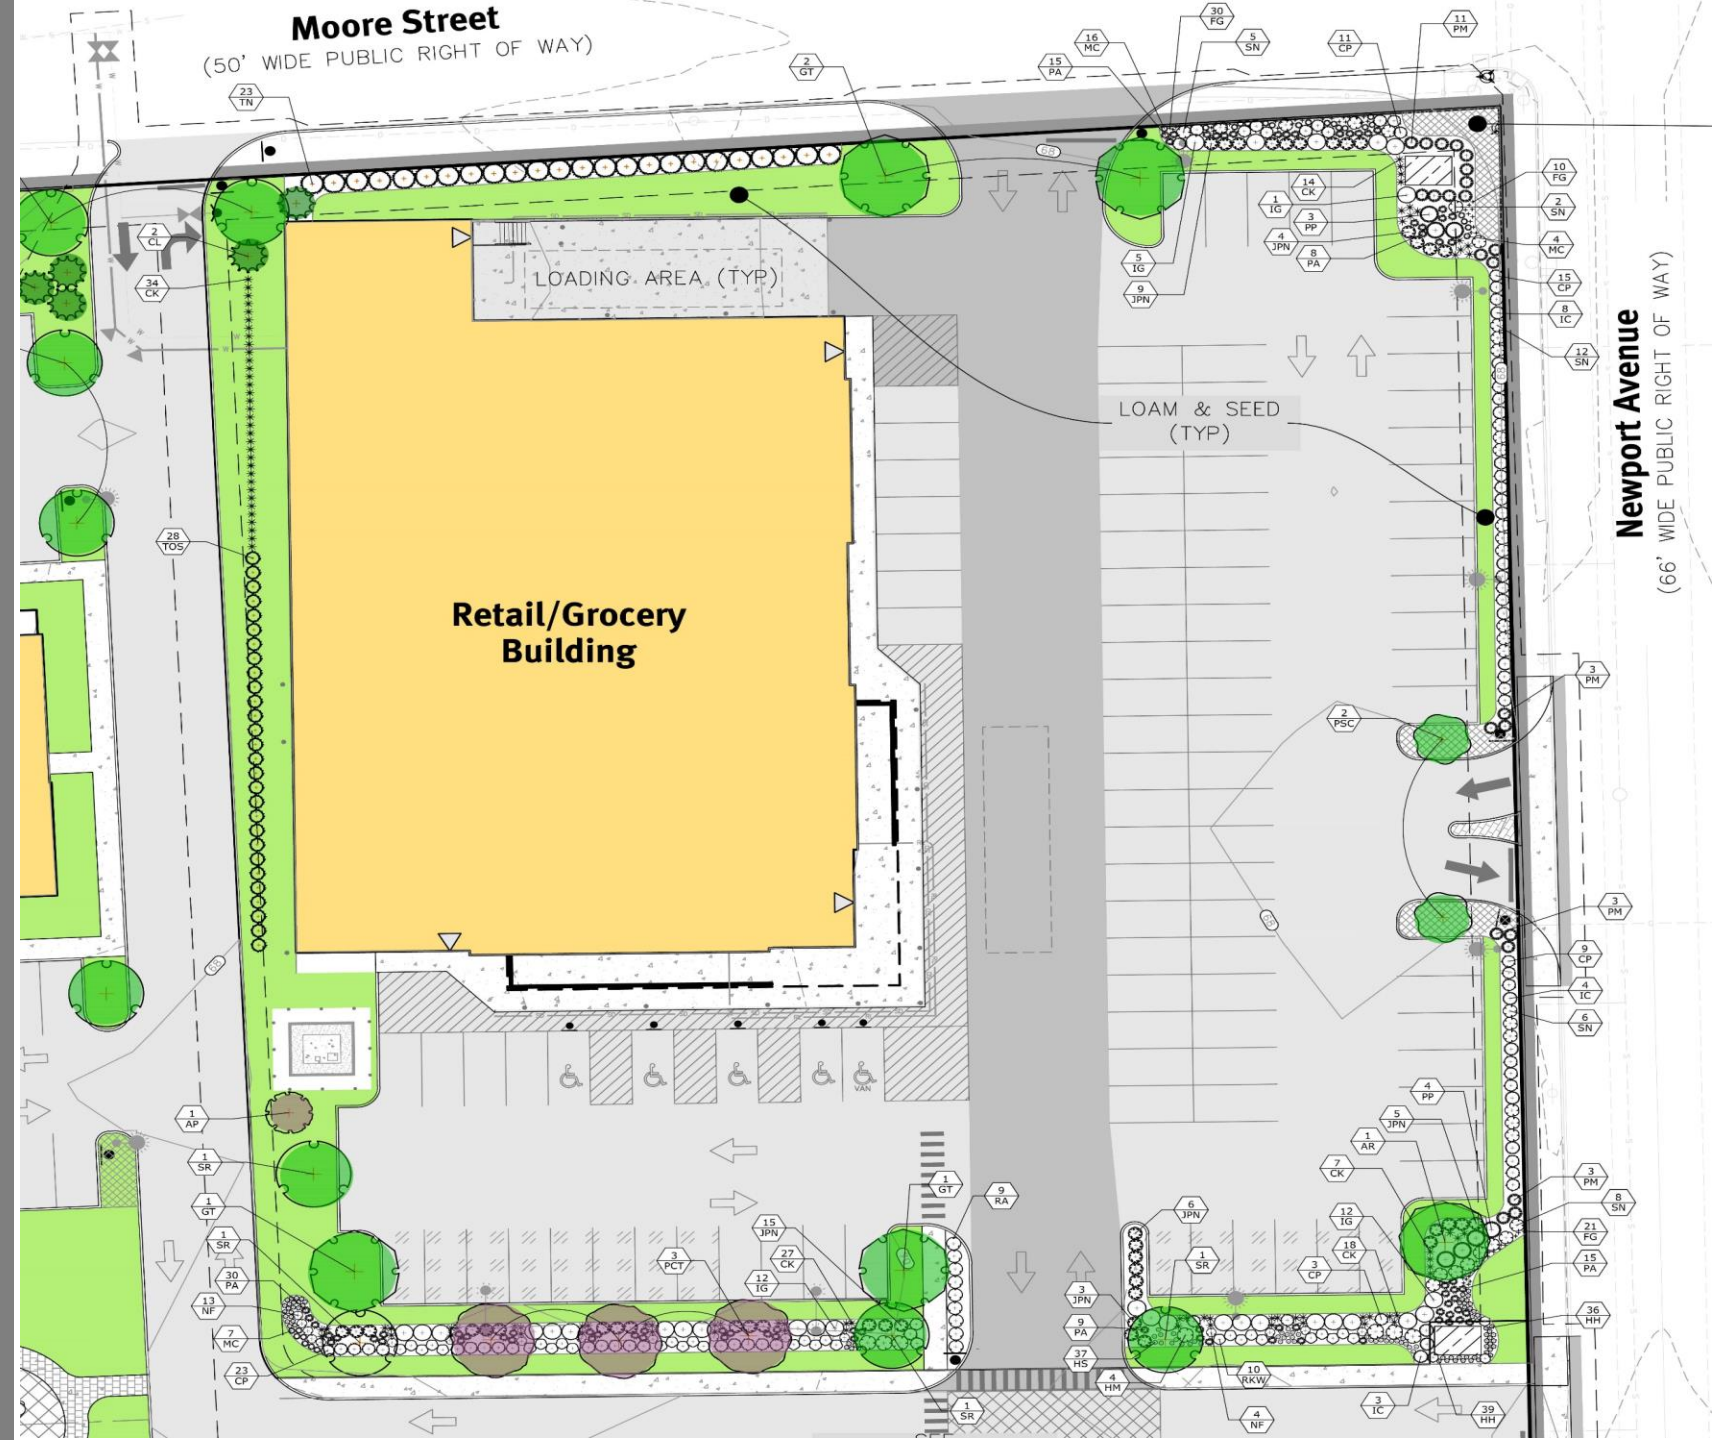 Moore Street
(50' WIDE PUBLIC RIGHT OF WAY)
30
FG
11
PM
16
MC
5
SN
11
CP
15
PA
2
GT
23
TN
68
14
CK
10
FG
1
IG
2
SN
3
PP
4
JPN
8
PA
4
MC
2
CL
34
CK
LOADING AREA (TYP)
5
IG
9
JPN
15
CP
8
IC
12
SN
68
LOAM & SEED
(TYP)
Newport Avenue
(66' WIDE PUBLIC RIGHT OF WAY)
28
TOS
Retail/Grocery
Building
3
PM
2
PSC
3
PM
68
68
9
CP
4
IC
6
SN
VAN
1
AP
4
PP
5
JPN
1
AR
7
CK
1
SR
1
GT
9
RA
3
PM
8
SN
1
GT
6
JPN
12
IG
21
FG
1
SR
15
JPN
27
CK
3
PCT
12
IG
1
SR
18
CK
3
CP
15
PA
30
PA
13
NF
7
MC
23
CP
3
JPN
9
PA
37
HS
4
HM
36
HH
10
RKW
1
SR
4
NF
3
IC
39
HH